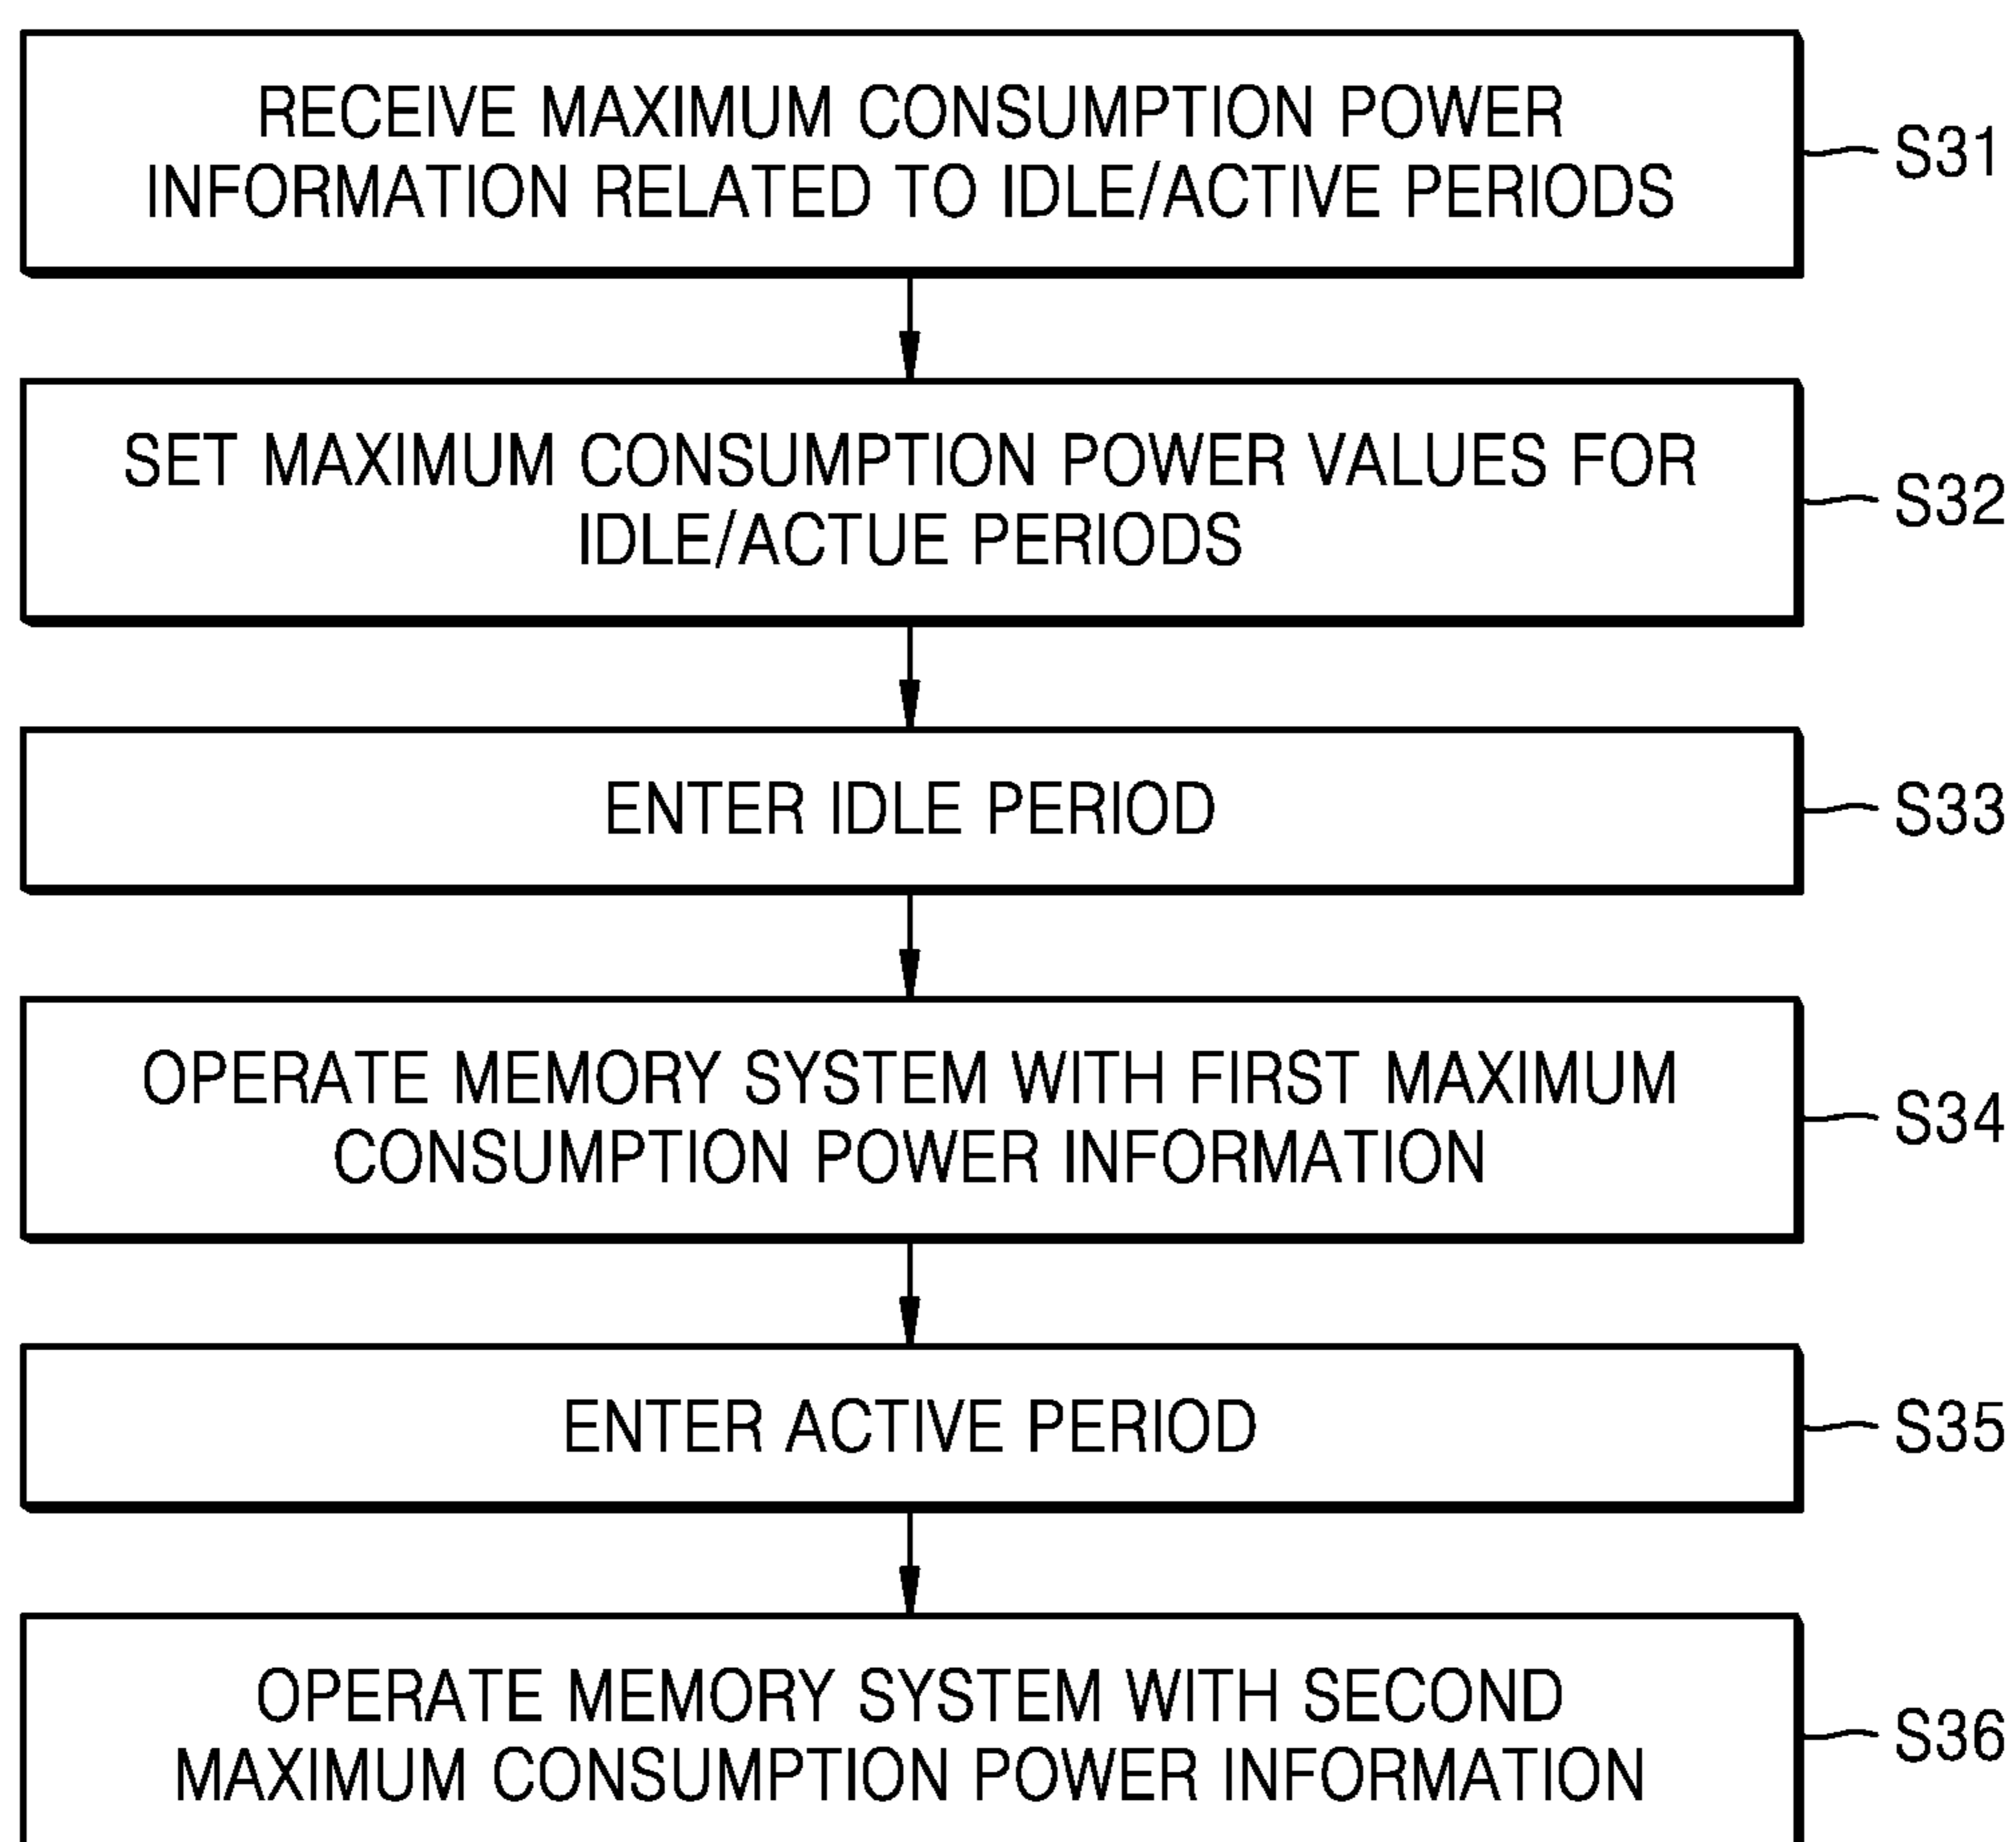 RECEIVE MAXIMUM CONSUMPTION POWER
INFORMATION RELATED TO IDLE/ACTIVE PERIODS
S31
SET MAXIMUM CONSUMPTION POWER VALUES FOR
IDLE/ACTUE PERIODS
S32
ENTER IDLE PERIOD
S33
OPERATE MEMORY SYSTEM WITH FIRST MAXIMUM
CONSUMPTION POWER INFORMATION
S34
ENTER ACTIVE PERIOD
S35
OPERATE MEMORY SYSTEM WITH SECOND
MAXIMUM CONSUMPTION POWER INFORMATION
S36